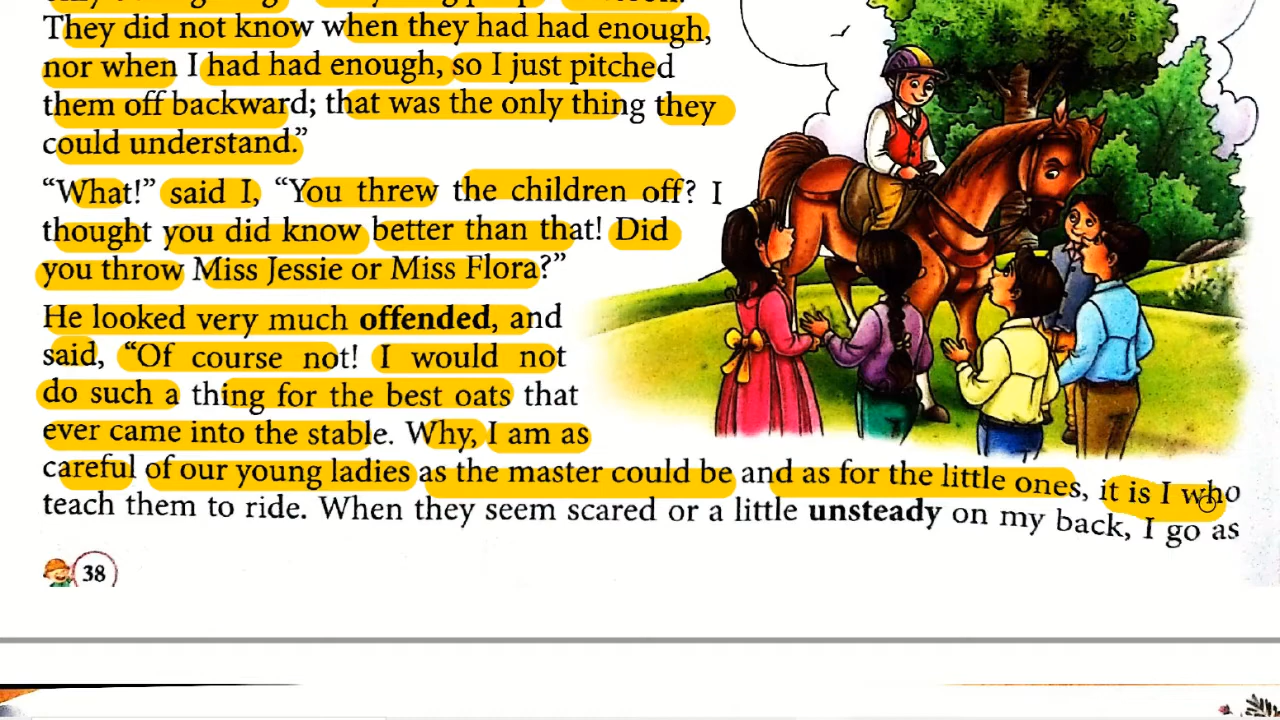 They did not know when they had had enough,
nor when I had had enough, so I just pitched
them off backward; that was the only thing they
could understand."
"What!" said I, "You threw the children off? I
thought you did know better than that! Did
you throw Miss Jessie or Miss Flora?"
He looked very much offended, and
said, "Of course not! I would not
do such a thing for the best oats that
ever came into the stable. Why, I am as
careful of our young ladies as the master could be and as for the little ones, it is I who
teach them to ride. When they seem scared or a little unsteady on my back, I go as
38